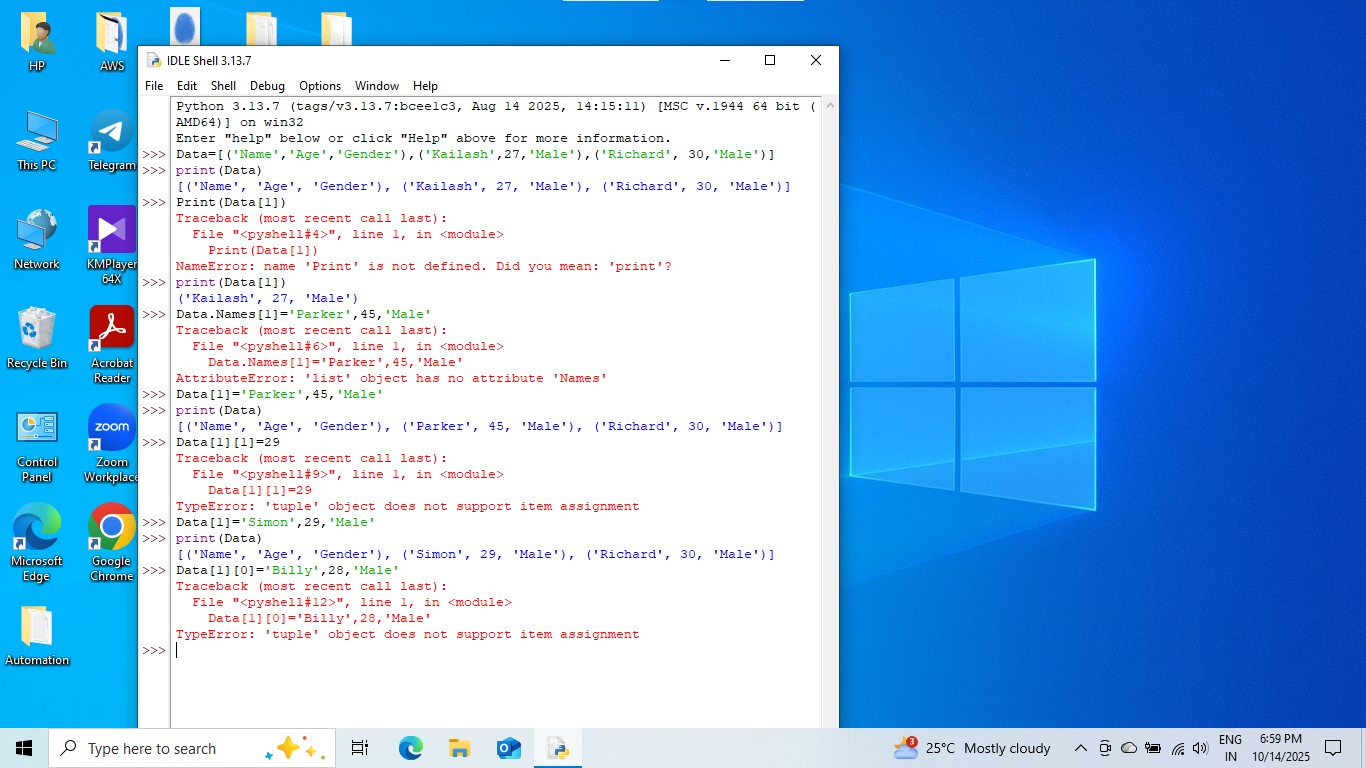 HP
AWS
This PC
Telegram
Network
KMPlayer
64X
Recycle Bin
Acrobat
Reader
Control
Panel
zoom
Zoom
Workplace
Microsoft
Edge
Google
Chrome
Automation
IDLE Shell 3.13.7
File Edit Shell Debug Options Window Help
Python 3.13.7 (tags/v3.13.7:bcee1c3, Aug 14 2025, 14:15:11) [MSC v.1944 64 bit (
AMD64)] on win32
Enter "help" below or click "Help" above for more information.
>>> Data=[('Name','Age','Gender'),('Kailash',27,'Male'),('Richard', 30,'Male')]
>>> print(Data)
[('Name', 'Age', 'Gender'), ('Kailash', 27, 'Male'), ('Richard', 30, 'Male')]
>>> Print(Data[1])
Traceback (most recent call last):
File "<pyshell#4>", line 1, in <module>
Print(Data[1])
NameError: name 'Print' is not defined. Did you mean: 'print'?
>>> print(Data[1])
('Kailash', 27, 'Male')
>>> Data.Names[1]='Parker',45,'Male'
Traceback (most recent call last):
File "<pyshell#6>", line 1, in <module>
Data.Names[1]='Parker',45,'Male'
AttributeError: 'list' object has no attribute 'Names'
>>> Data[1]='Parker',45,'Male'
>>> print(Data)
[('Name', 'Age', 'Gender'), ('Parker', 45, 'Male'), ('Richard', 30, 'Male')]
>>> Data[1][1]=29
Traceback (most recent call last):
File "<pyshell#9>", line 1, in <module>
Data[1][1]=29
TypeError: 'tuple' object does not support item assignment
>>> Data[1]='Simon',29,'Male'
>>> print(Data)
[('Name', 'Age', 'Gender'), ('Simon', 29, 'Male'), ('Richard', 30, 'Male')]
>>> Data[1][0]='Billy',28,'Male'
Traceback (most recent call last):
File "<pyshell#12>", line 1, in <module>
Data[1][0]='Billy',28,'Male'
TypeError: 'tuple' object does not support item assignment
>>>
Type here to search
3
25°C Mostly cloudy
ENG
IN
6:59 PM
10/14/2025